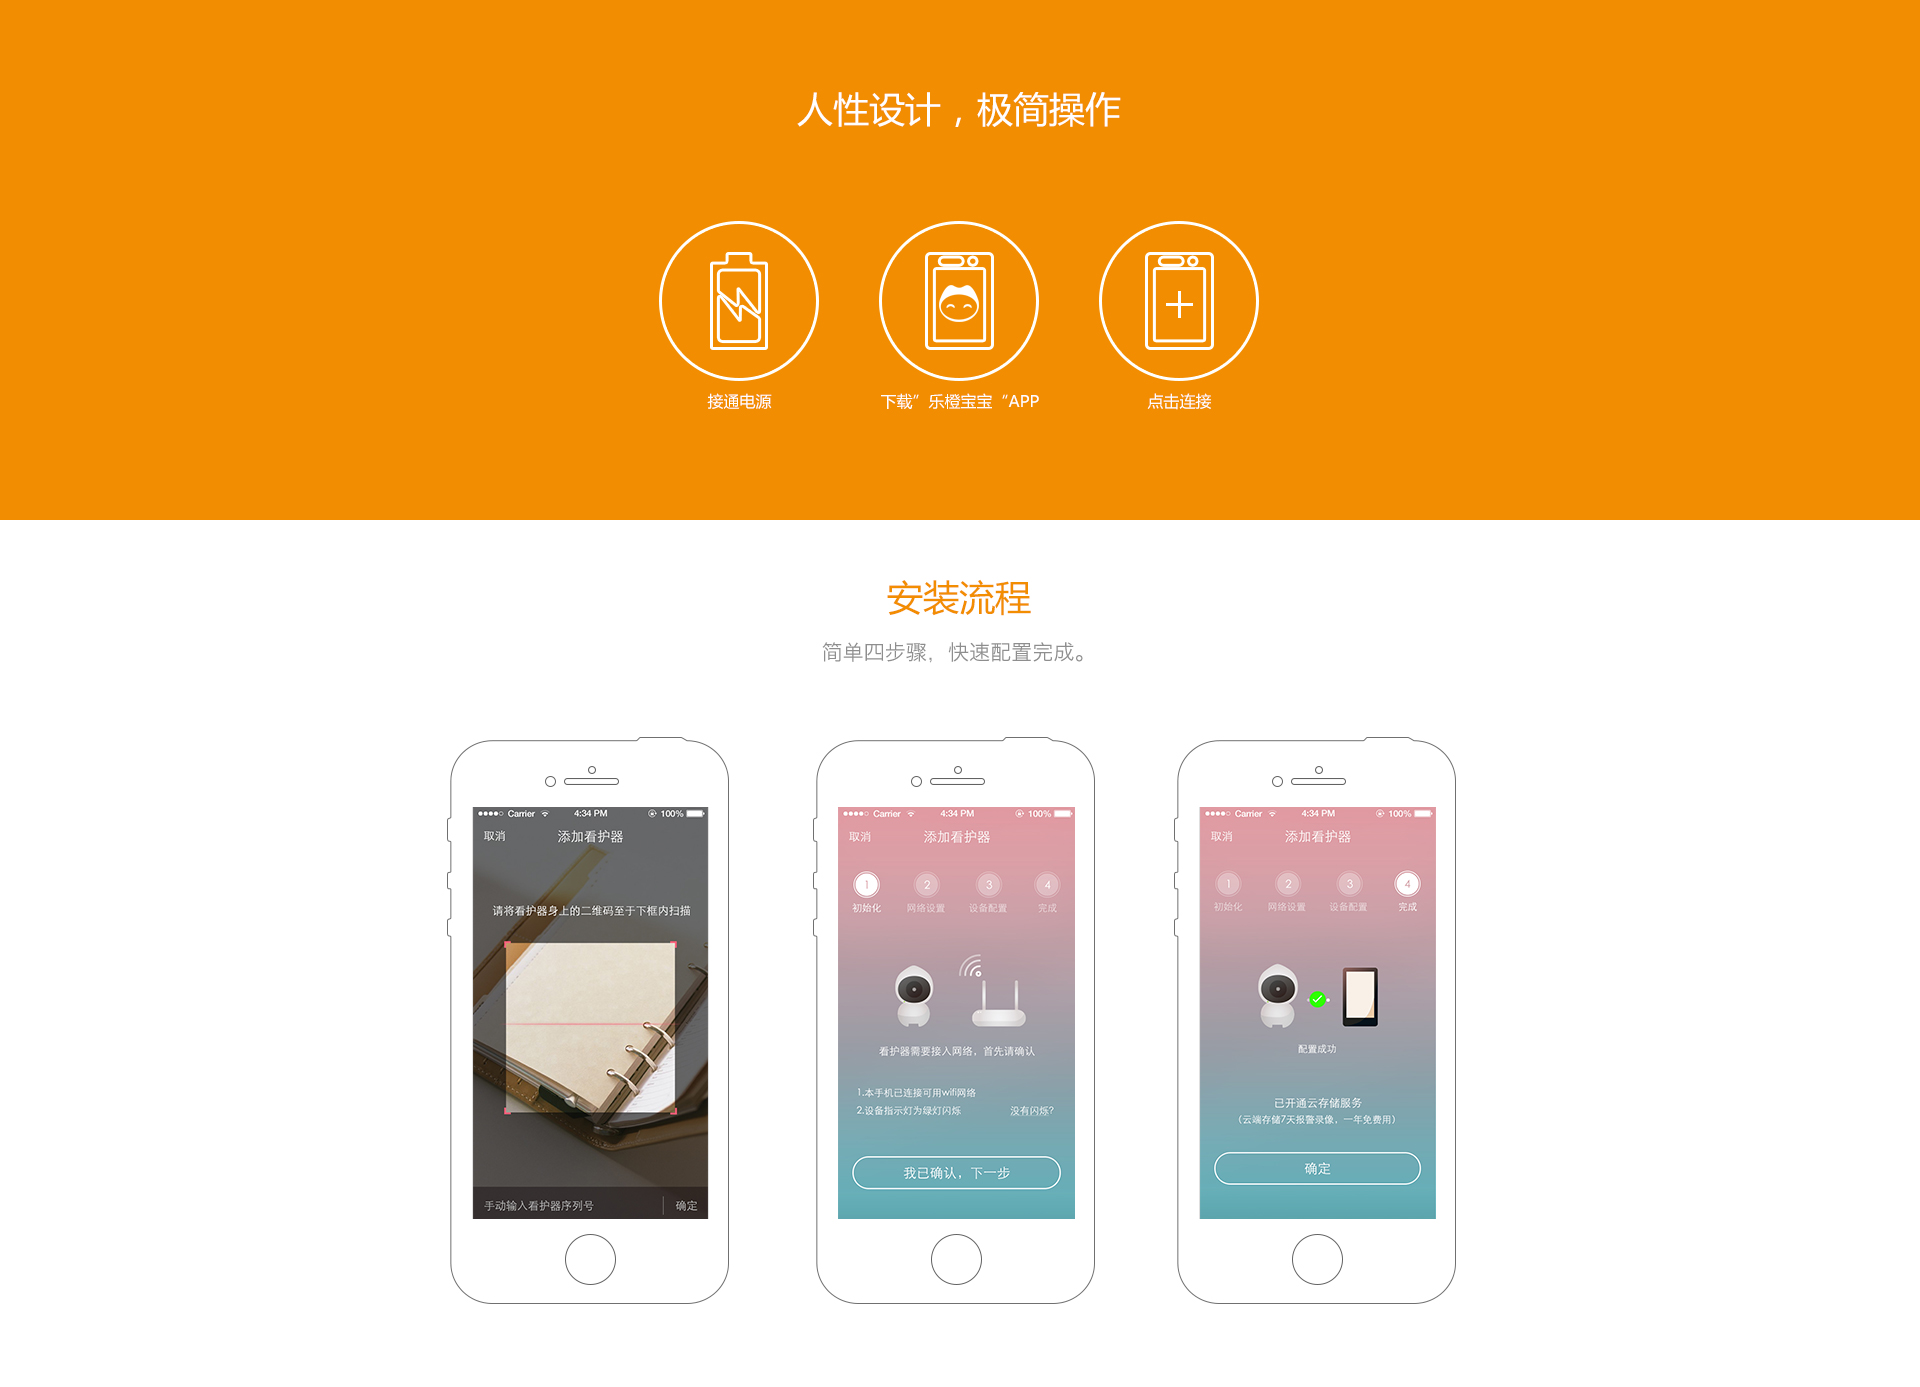 人性设计，极简操作
接通电源
下载”乐橙宝宝“APP
点击连接
安装流程
简单四步骤，快速配置完成。
Carrier 4:34 PM 100%
取消 添加看护器
请将看护器身上的二维码至于下框内扫描
手动输入看护器序列号 确定
Carrier 4:34 PM 100%
取消 添加看护器
1 2 3 4
初始化 网络设置 设备配置 完成
看护器需要接入网络，首先请确认
1.本手机已连接可用wifi网络
2.设备指示灯为绿灯闪烁 没有闪烁?
我已确认，下一步
Carrier 4:34 PM 100%
取消 添加看护器
1 2 3 4
初始化 网络设置 设备配置 完成
配置成功
已开通云存储服务
（云端存储7天报警录像，一年免费用）
确定